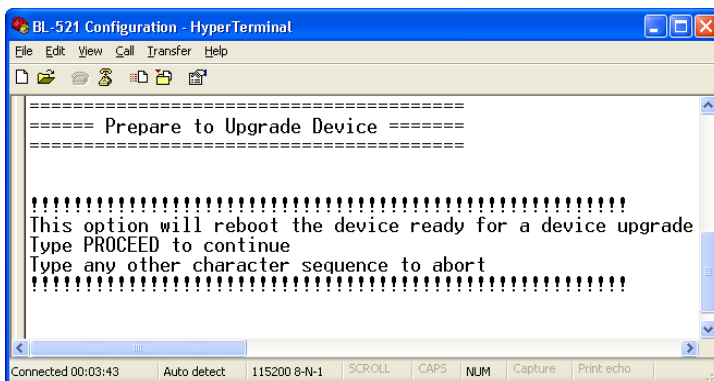 BL-521 Configuration - HyperTerminal
File Edit View Call Transfer Help
========================================
====== Prepare to Upgrade Device =======
========================================
!!!!!!!!!!!!!!!!!!!!!!!!!!!!!!!!!!!!!!!!!!!!!!!!!!!!!!!
This option will reboot the device ready for a device upgrade
Type PROCEED to continue
Type any other character sequence to abort
!!!!!!!!!!!!!!!!!!!!!!!!!!!!!!!!!!!!!!!!!!!!!!!!!!!!!!!
Connected 00:03:43 Auto detect 115200 8-N-1 SCROLL CAPS NUM Capture Print echo